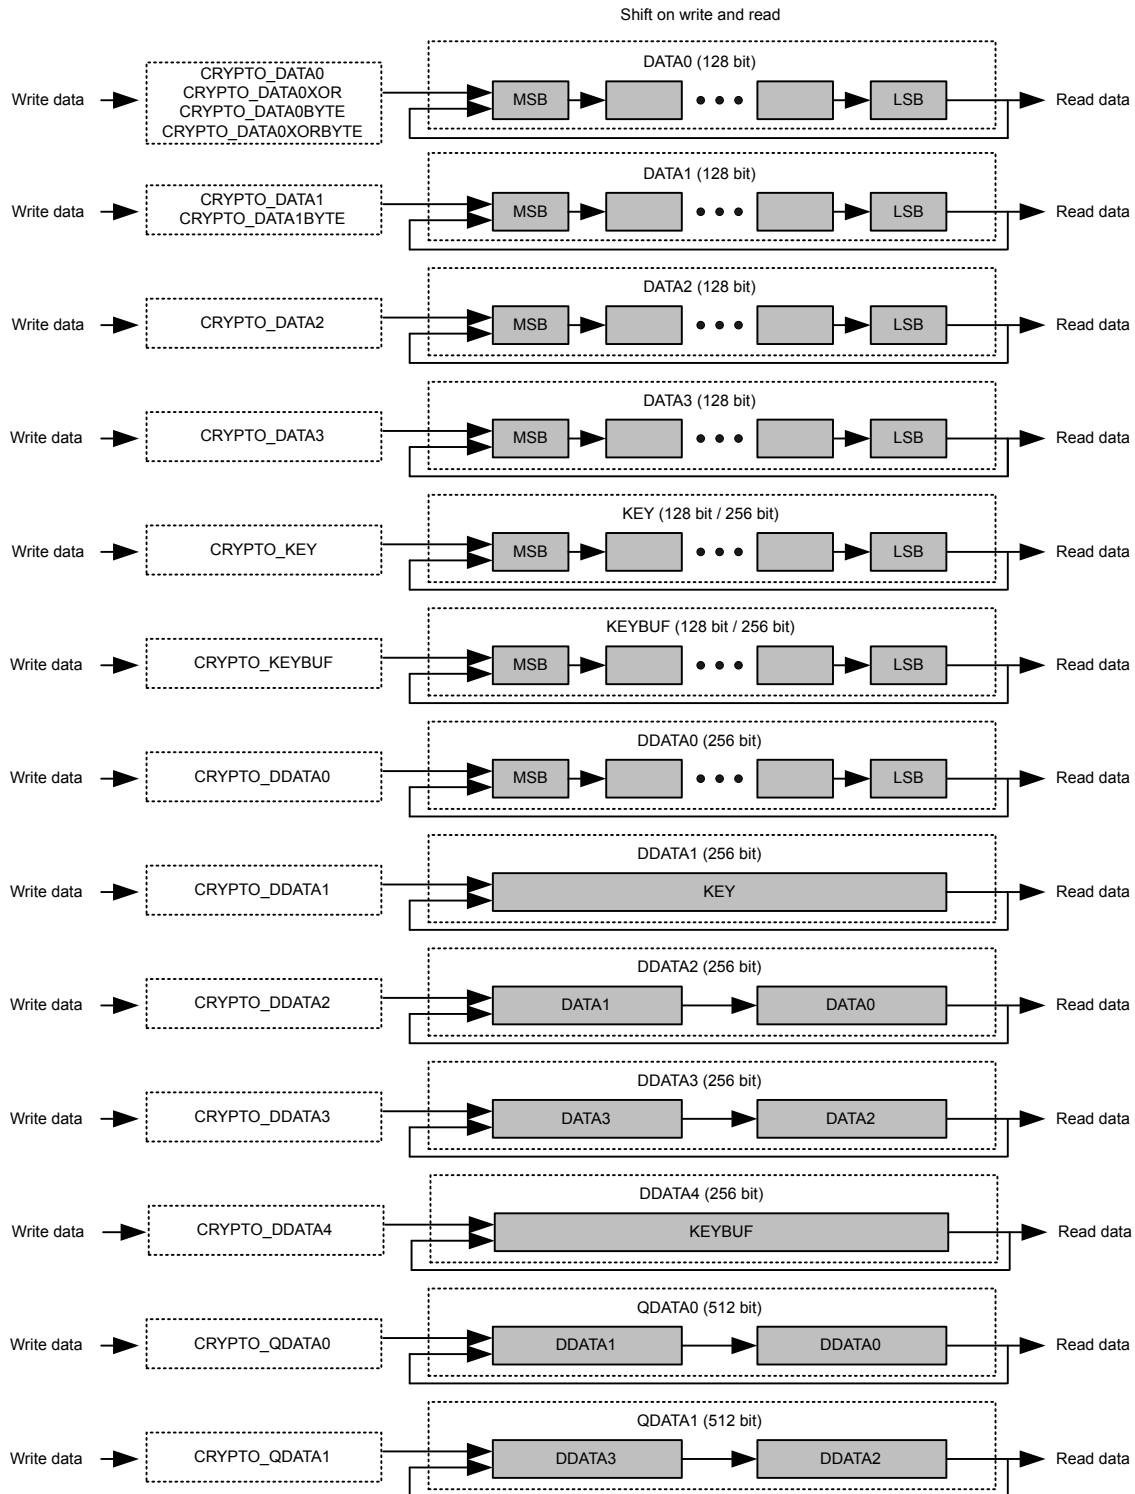 Shift on write and read
DATA0 (128 bit)
Write data
CRYPTO_DATA0
CRYPTO_DATA0XOR
CRYPTO_DATA0BYTE
CRYPTO_DATA0XORBYTE
MSB
LSB
Read data
DATA1 (128 bit)
Write data
CRYPTO_DATA1
CRYPTO_DATA1BYTE
MSB
LSB
Read data
DATA2 (128 bit)
Write data
CRYPTO_DATA2
MSB
LSB
Read data
DATA3 (128 bit)
Write data
CRYPTO_DATA3
MSB
LSB
Read data
KEY (128 bit / 256 bit)
Write data
CRYPTO_KEY
MSB
LSB
Read data
KEYBUF (128 bit / 256 bit)
Write data
CRYPTO_KEYBUF
MSB
LSB
Read data
DDATA0 (256 bit)
Write data
CRYPTO_DDATA0
MSB
LSB
Read data
DDATA1 (256 bit)
Write data
CRYPTO_DDATA1
KEY
Read data
DDATA2 (256 bit)
Write data
CRYPTO_DDATA2
DATA1
DATA0
Read data
DDATA3 (256 bit)
Write data
CRYPTO_DDATA3
DATA3
DATA2
Read data
DDATA4 (256 bit)
Write data
CRYPTO_DDATA4
KEYBUF
Read data
QDATA0 (512 bit)
Write data
CRYPTO_QDATA0
DDATA1
DDATA0
Read data
QDATA1 (512 bit)
Write data
CRYPTO_QDATA1
DDATA3
DDATA2
Read data